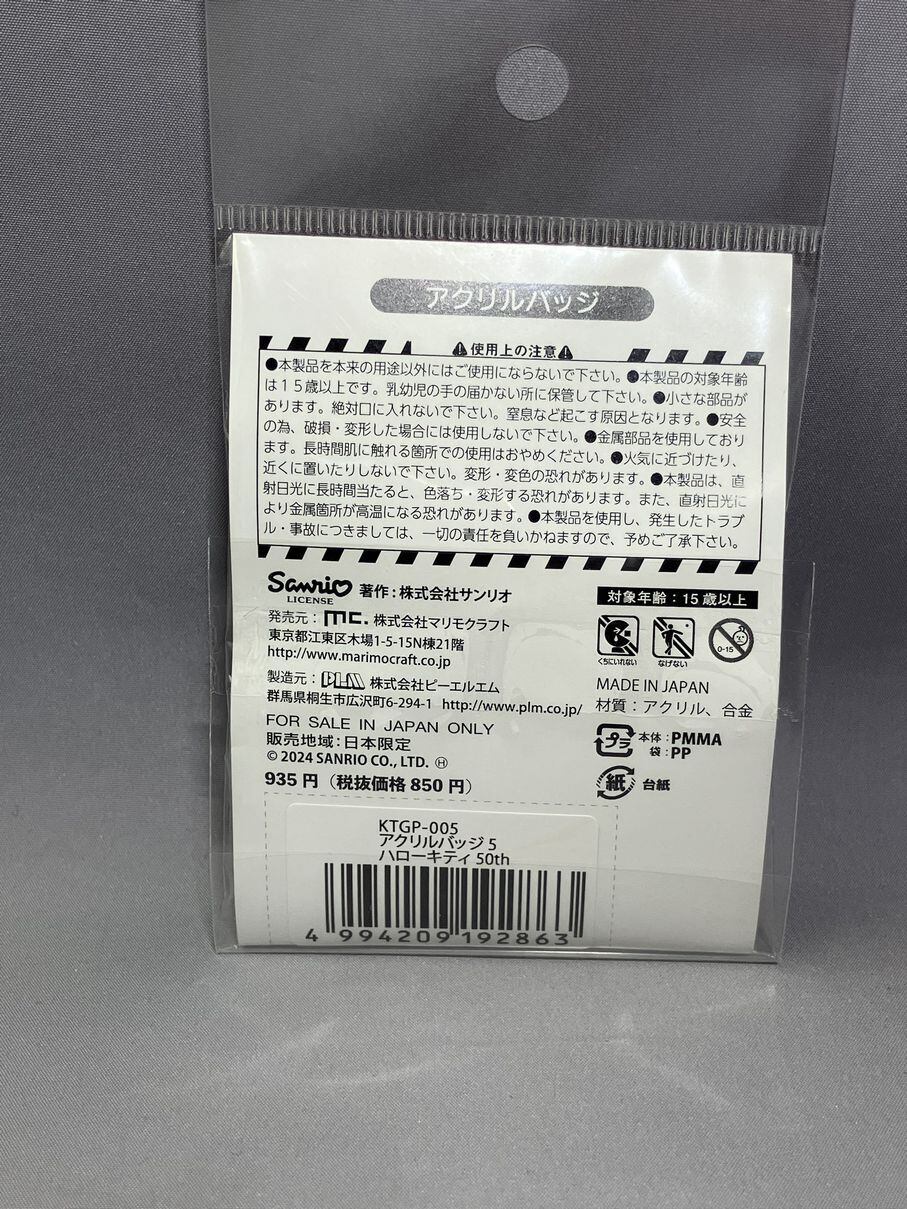 アクリルバッジ
使用上の注意
●本製品を本来の用途以外にはご使用にならないで下さい。●本製品の対象年齢
は15歳以上です。乳幼児の手の届かない所に保管して下さい。●小さな部品が
あります。絶対口に入れないで下さい。窒息など起こす原因となります。●安全
の為、破損・変形した場合には使用しないで下さい。●金属部品を使用しており
ます。長時間肌に触れる箇所での使用はおやめください。●火気に近づけたり、
近くに置いたりしないで下さい。変形・変色の恐れがあります。●本製品は、直
射日光に長時間当たると、色落ち・変形する恐れがあります。また、直射日光に
より金属箇所が高温になる恐れがあります。●本製品を使用し、発生したトラブ
ル・事故につきましては、一切の責任を負いかねますので、予めご了承下さい。
Sanrio LICENSE 著作：株式会社サンリオ
発売元：mc. 株式会社マリモクラフト
東京都江東区木場1-5-15N棟21階
http://www.marimocraft.co.jp
製造元：PLM 株式会社ピーエルエム
群馬県桐生市広沢町6-294-1 http://www.plm.co.jp/
FOR SALE IN JAPAN ONLY
販売地域：日本限定
© 2024 SANRIO CO., LTD. Ⓗ
935円（税抜価格 850円）
対象年齢：15歳以上
くちにいれない
なげない
0-15
MADE IN JAPAN
材質：アクリル、合金
プラ 本体：PMMA
袋：PP
紙 台紙
KTGP-005
アクリルバッジ 5
ハローキティ 50th
4 994209 192863